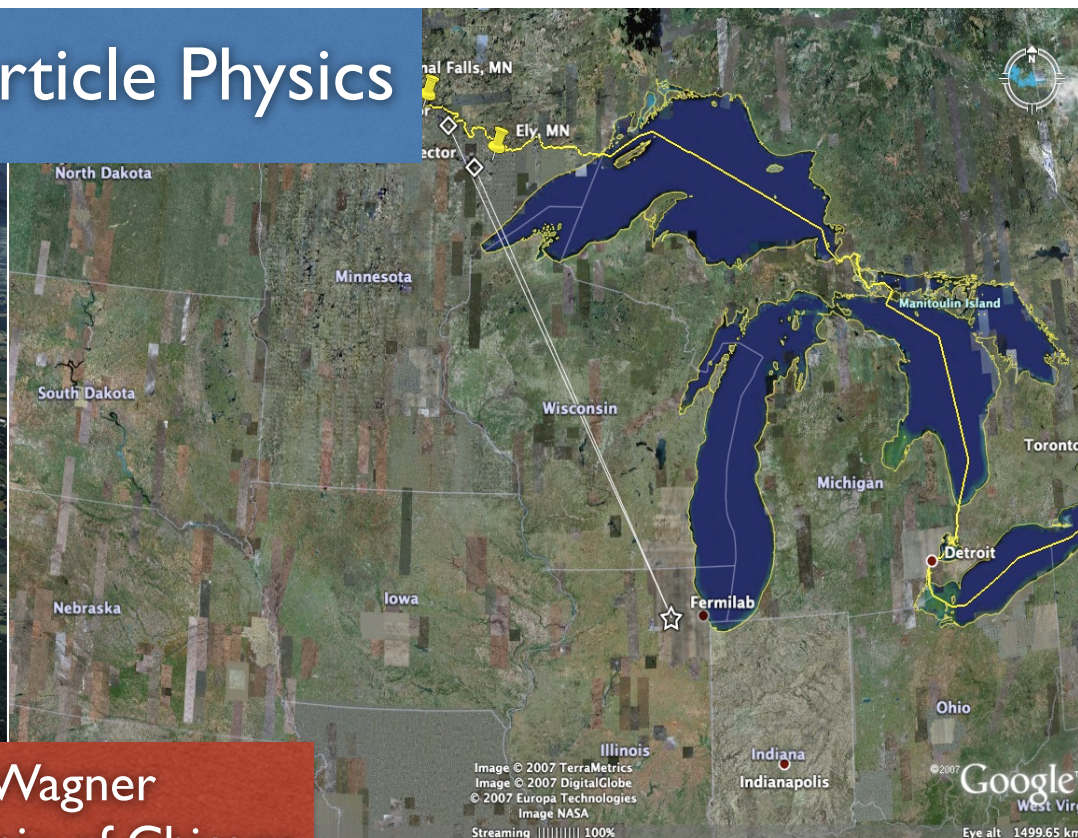 rticle Physics
nal Falls, MN
Ely, MN
ector
North Dakota
Minnesota
Manitoulin Island
South Dakota
Wisconsin
Toronto
Michigan
Detroit
Nebraska
Iowa
Fermilab
Ohio
Illinois
Indiana
Indianapolis
Image © 2007 TerraMetrics
Image © 2007 DigitalGlobe
© 2007 Europa Technologies
Image NASA
©2007 Google
West Vir
Wagner
Streaming |||||||||| 100%
Eye alt 1499.65 km